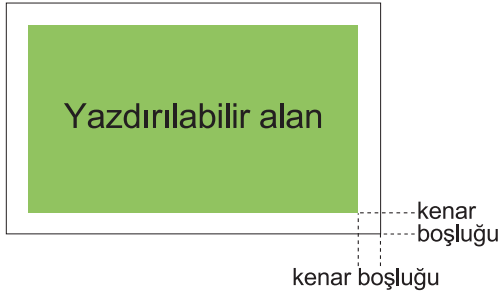 Yazdırılabilir alan
kenar
boşluğu
kenar boşluğu